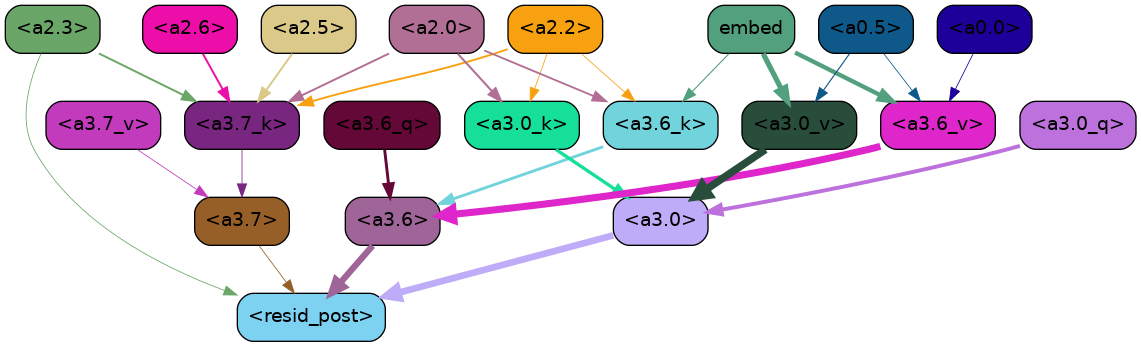 <a2.3> <a2.6> <a2.5> <a2.0> <a2.2> embed <a0.5> <a0.0>
<a3.7_v> <a3.7_k> <a3.6_q> <a3.0_k> <a3.6_k> <a3.0_v> <a3.6_v> <a3.0_q>
<a3.7> <a3.6> <a3.0>
<resid_post>